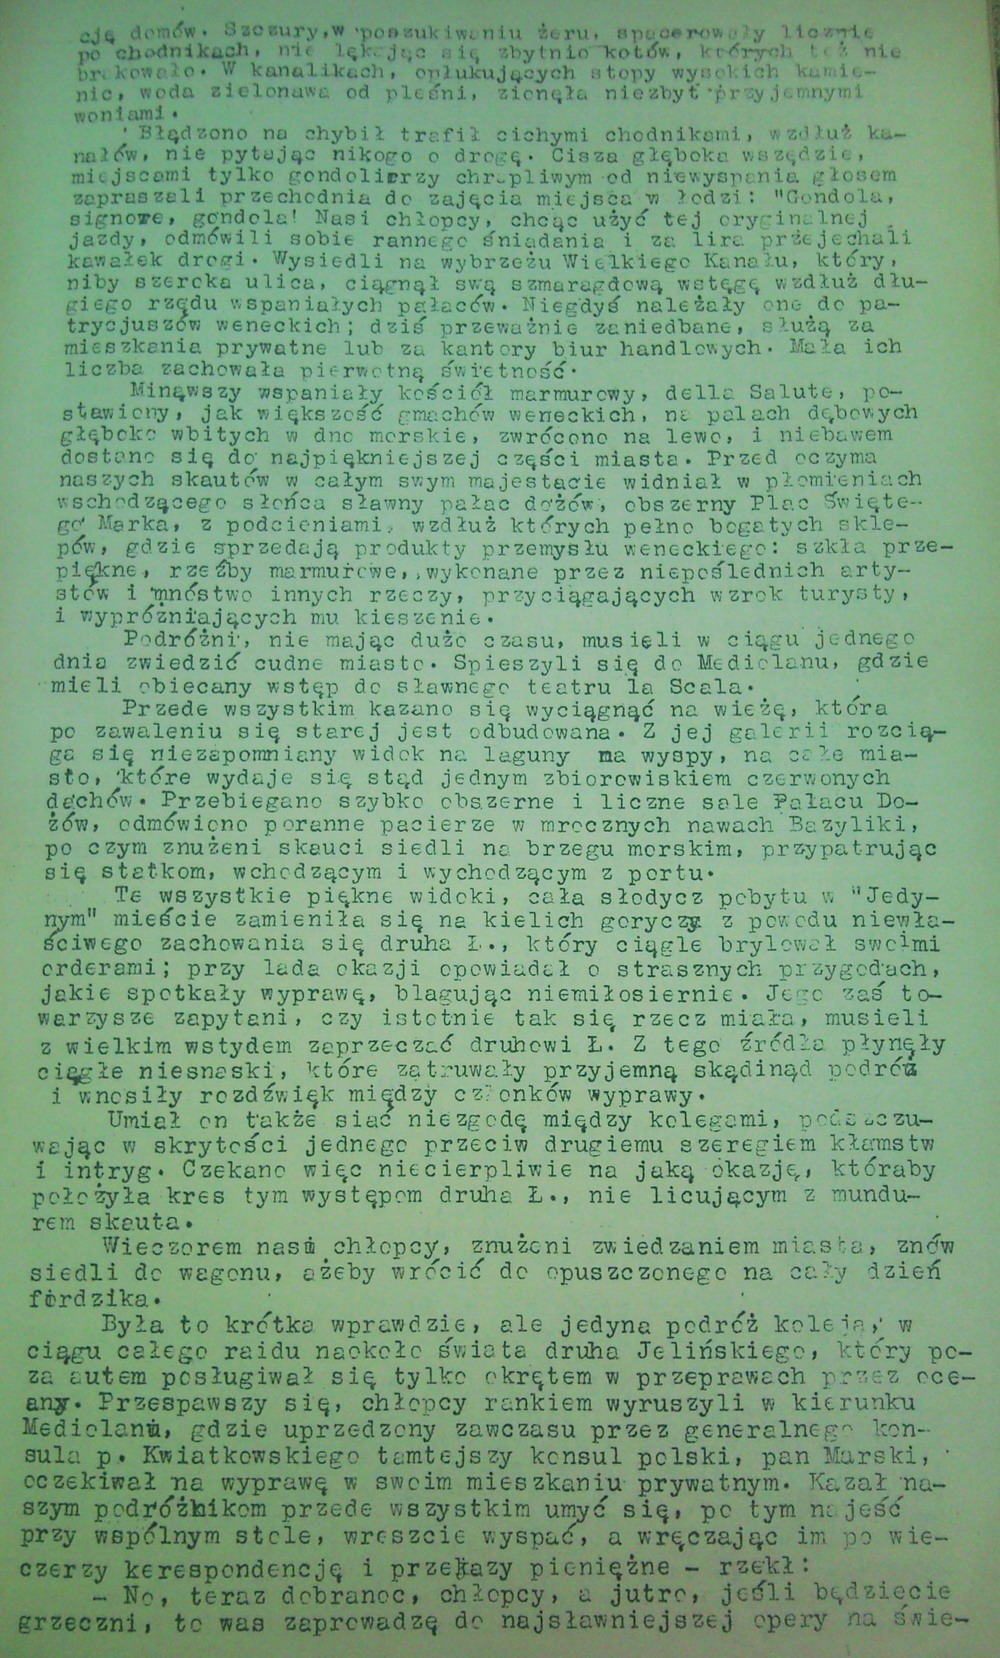 cję domów. Szczury, w poszukiwaniu żeru, spacerowały licznie
po chodnikach, nie lękając się zbytnio kotów, których też nie
brakowało. W kanalikach, opłukujących stopy wysokich kamie-
nic, woda zielonawa od pleśni, zionęła niezbyt przyjemnymi
woniami.
Błądzono na chybił trafił cichymi chodnikami, wzdłuż ka-
nałów, nie pytając nikogo o drogę. Cisza głęboka wszędzie,
miejscami tylko gondolierzy chrapliwym od niewyspania głosem
zapraszali przechodnia do zajęcia miejsca w łodzi: "Gondola,
signore, gondola! Nasi chłopcy, chcąc użyć tej oryginalnej
jazdy, odmówili sobie rannego śniadania i za lira przejechali
kawałek drogi. Wysiedli na wybrzeżu Wielkiego Kanału, który,
niby szeroka ulica, ciągnął swą szmaragdową wstęgę wzdłuż dłu-
giego rzędu wspaniałych pałaców. Niegdyś należały one do pa-
trycjuszów weneckich; dziś przeważnie zaniedbane, służą za
mieszkania prywatne lub za kantory biur handlowych. Mała ich
liczba zachowała pierwotną świetność.
Minąwszy wspaniały kościół marmurowy, della Salute, po-
stawiony, jak większość gmachów weneckich, na palach dębowych
głęboko wbitych w dno morskie, zwrócono na lewo, i niebawem
dostano się do najpiękniejszej części miasta. Przed oczyma
naszych skautów w całym swym majestacie widniał w płomieniach
wschodzącego słońca sławny pałac dożów, obszerny Plac Święte-
go Marka, z podcieniami, wzdłuż których pełno bogatych skle-
pów, gdzie sprzedają produkty przemysłu weneckiego: szkła prze-
piękne, rzeźby marmurowe, wykonane przez niepoślednich arty-
stów i mnóstwo innych rzeczy, przyciągających wzrok turysty,
i wypróżniających mu kieszenie.
Podróżni, nie mając dużo czasu, musięli w ciągu jednego
dnia zwiedzić cudne miasto. Spieszyli się do Mediolanu, gdzie
mieli obiecany wstęp do sławnego teatru la Scala.
Przede wszystkim kazano się wyciągnąć na wieżę, która
po zawaleniu się starej jest odbudowana. Z jej galerii rozcią-
ga się niezapomniany widok na laguny na wyspy, na całe mia-
sto, które wydaje się stąd jednym zbiorowiskiem czerwonych
dachów. Przebiegano szybko obszerne i liczne sale Pałacu Do-
żów, odmówiono poranne pacierze w mrocznych nawach Bazyliki,
po czym znużeni skauci siedli na brzegu morskim, przypatrując
się statkom, wchodzącym i wychodzącym z portu.
Te wszystkie piękne widoki, cała słodycz pobytu w "Jedy-
nym" mieście zamieniła się na kielich goryczy z powodu niewła-
ściwego zachowania się druha Ł., który ciągle brylował swoimi
orderami; przy lada okazji opowiadał o strasznych przygodach,
jakie spotkały wyprawę, blagując niemiłosiernie. Jego zaś to-
warzysze zapytani, czy istotnie tak się rzecz miała, musieli
z wielkim wstydem zaprzeczać druhowi Ł. Z tego źródła płynęły
ciągłe niesnaski, które zatruwały przyjemną skądinąd podróż
i wnosiły rozdźwięk między członków wyprawy.
Umiał on także siać niezgodę między kolegami, podszczu-
wając w skrytości jednego przeciw drugiemu szeregiem kłamstw
i intryg. Czekano więc niecierpliwie na jaką okazję, któraby
położyła kres tym występom druha Ł., nie licującym z mundu-
rem skauta.
Wieczorem nasi chłopcy, znużeni zwiedzaniem miasta, znów
siedli do wagonu, ażeby wrócić do opuszczonego na cały dzień
fordzika.
Była to krótka wprawdzie, ale jedyna podróż koleją, w
ciągu całego raidu naokoło świata druha Jelińskiego, który po-
za autem posługiwał się tylko okrętem w przeprawach przez oce-
any. Przespawszy się, chłopcy rankiem wyruszyli w kierunku
Mediolanu, gdzie uprzedzony zawczasu przez generalnego kon-
sula p. Kwiatkowskiego tamtejszy konsul polski, pan Marski,
oczekiwał na wyprawę w swoim mieszkaniu prywatnym. Kazał na-
szym podróżnikom przede wszystkim umyć się, po tym najeść
przy wspólnym stole, wreszcie wyspać, a wręczając im po wie-
czerzy kerespondencję i przekazy pieniężne - rzekł:
- No, teraz dobranoc, chłopcy, a jutro, jeśli będziecie
grzeczni, to was zaprowadzę do najsławniejszej opery na świe-